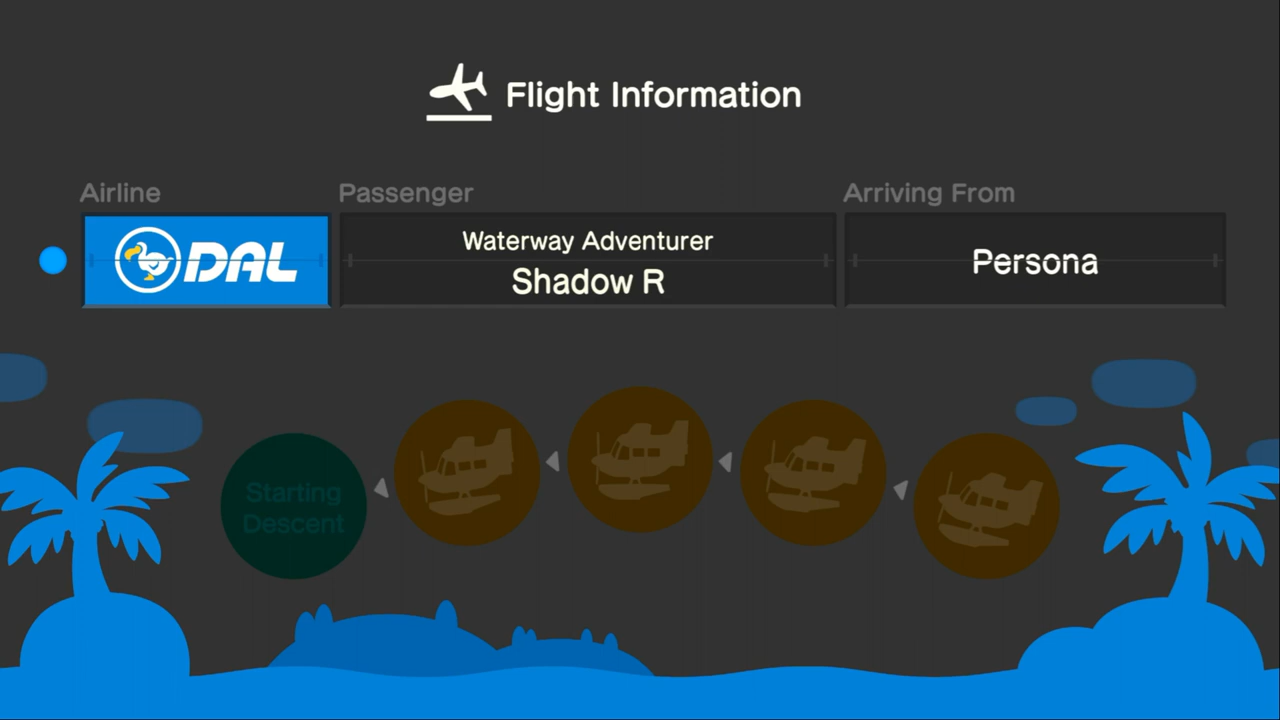 Flight Information
Airline
Passenger
Arriving From
DAL
Waterway Adventurer
Shadow R
Persona
Starting
Descent